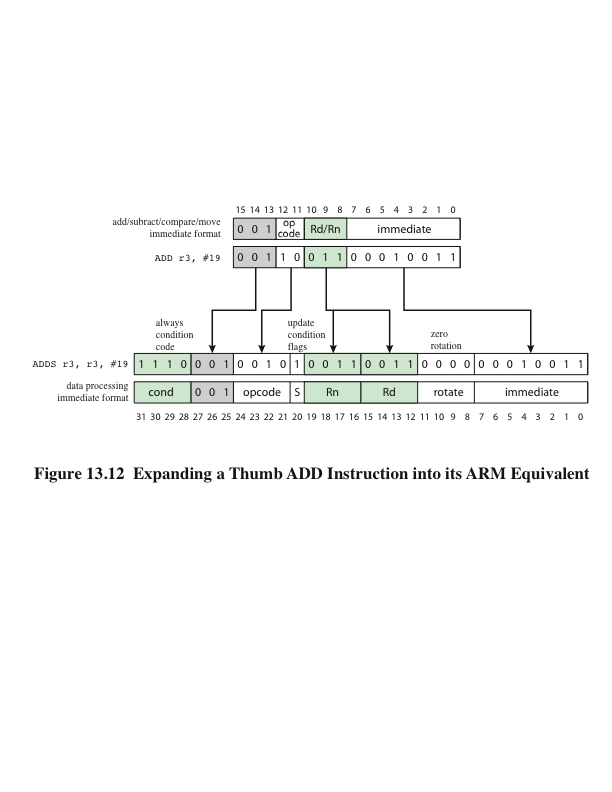 15 14 13 12 11 10 9 8 7 6 5 4 3 2 1 0
add/subract/compare/move
immediate format
0 0 1 op code Rd/Rn immediate
ADD r3, #19 0 0 1 1 0 0 1 1 0 0 0 1 0 0 1 1
always
condition
code
update
condition
flags
zero
rotation
ADDS r3, r3, #19 1 1 1 0 0 0 1 0 0 1 0 1 0 0 1 1 0 0 1 1 0 0 0 0 0 0 0 1 0 0 1 1
data processing
immediate format
cond 0 0 1 opcode S Rn Rd rotate immediate
31 30 29 28 27 26 25 24 23 22 21 20 19 18 17 16 15 14 13 12 11 10 9 8 7 6 5 4 3 2 1 0
Figure 13.12 Expanding a Thumb ADD Instruction into its ARM Equivalent